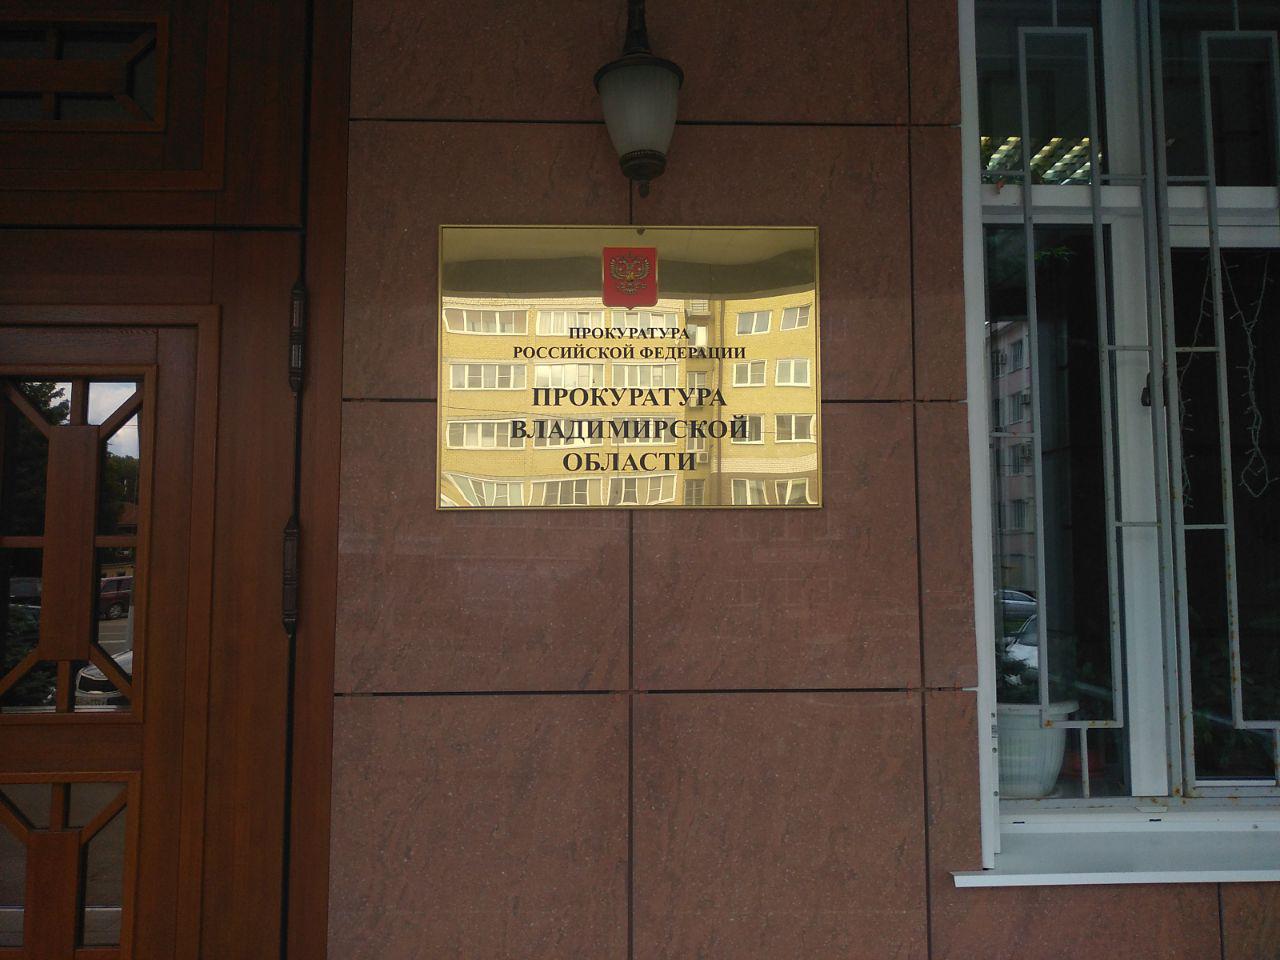 ПРОКУРАТУРА
РОССИЙСКОЙ ФЕДЕРАЦИИ
ПРОКУРАТУРА
ВЛАДИМИРСКОЙ
ОБЛАСТИ